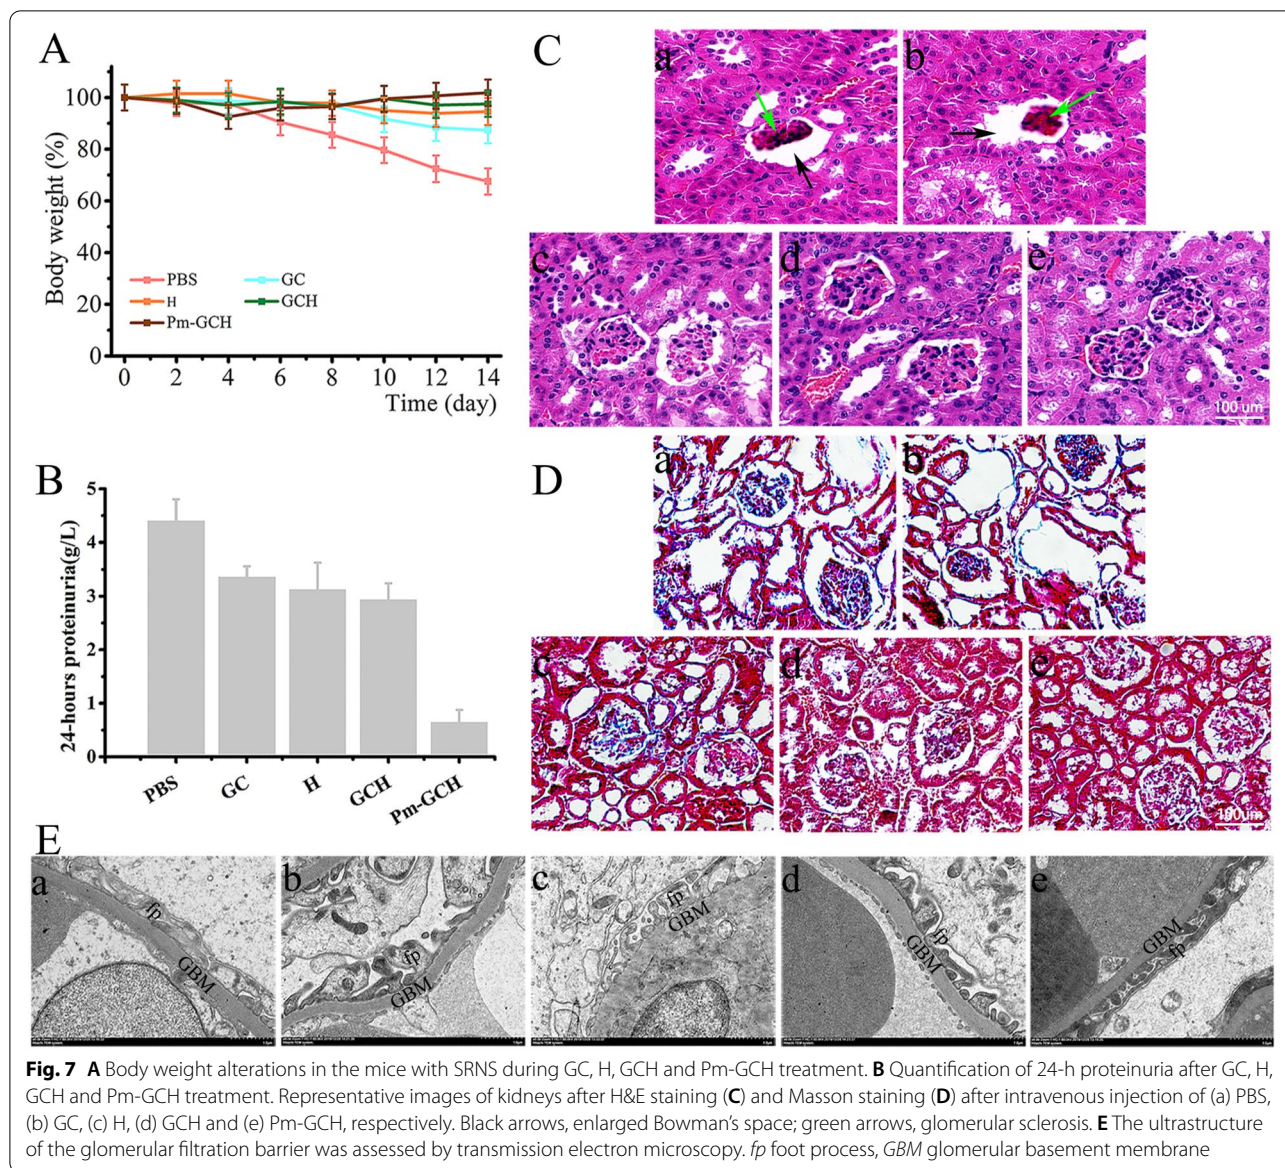 A
Body weight (%)
100
80
60
40
20
0
PBS
GC
H
GCH
Pm-GCH
0 2 4 6 8 10 12 14
Time (day)
B
24-hours proteinuria(g/L)
5
4
3
2
1
0
PBS
GC
H
GCH
Pm-GCH
C
a
b
c
d
e
100 um
D
a
b
c
d
e
100um
E
a
fp
GBM
b
fp
GBM
c
fp
GBM
d
fp
GBM
e
GBM
fp
Fig. 7 A Body weight alterations in the mice with SRNS during GC, H, GCH and Pm-GCH treatment. B Quantification of 24-h proteinuria after GC, H,
GCH and Pm-GCH treatment. Representative images of kidneys after H&E staining (C) and Masson staining (D) after intravenous injection of (a) PBS,
(b) GC, (c) H, (d) GCH and (e) Pm-GCH, respectively. Black arrows, enlarged Bowman's space; green arrows, glomerular sclerosis. E The ultrastructure
of the glomerular filtration barrier was assessed by transmission electron microscopy. fp foot process, GBM glomerular basement membrane